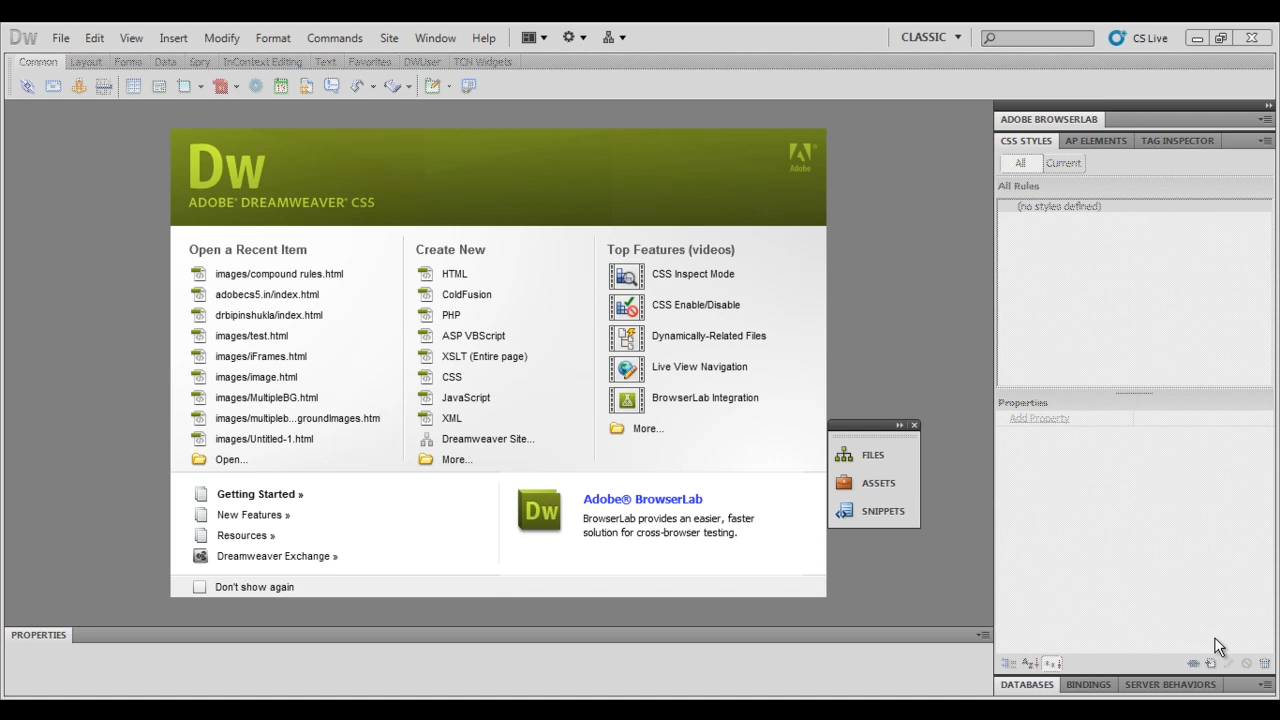 Dw File Edit View Insert Modify Format Commands Site Window Help CLASSIC CS Live
Common Layout Forms Data Spry InContext Editing Text Favorites DWUser TCN Widgets
ADOBE BROWSERLAB
CSS STYLES AP ELEMENTS TAG INSPECTOR
All Current
All Rules
(no styles defined)
Properties
Add Property
Dw
ADOBE® DREAMWEAVER® CS5
Adobe
Open a Recent Item
images/compound rules.html
adobecs5.in/index.html
drbipinshukla/index.html
images/test.html
images/iFrames.html
images/image.html
images/MultipleBG.html
images/multipleb...groundImages.htm
images/Untitled-1.html
Open...
Create New
HTML
ColdFusion
PHP
ASP VBScript
XSLT (Entire page)
CSS
JavaScript
XML
Dreamweaver Site...
More...
Top Features (videos)
CSS Inspect Mode
CSS Enable/Disable
Dynamically-Related Files
Live View Navigation
BrowserLab Integration
More...
FILES
ASSETS
SNIPPETS
Getting Started »
New Features »
Resources »
Dreamweaver Exchange »
Dw
Adobe® BrowserLab
BrowserLab provides an easier, faster
solution for cross-browser testing.
Don't show again
PROPERTIES
DATABASES BINDINGS SERVER BEHAVIORS